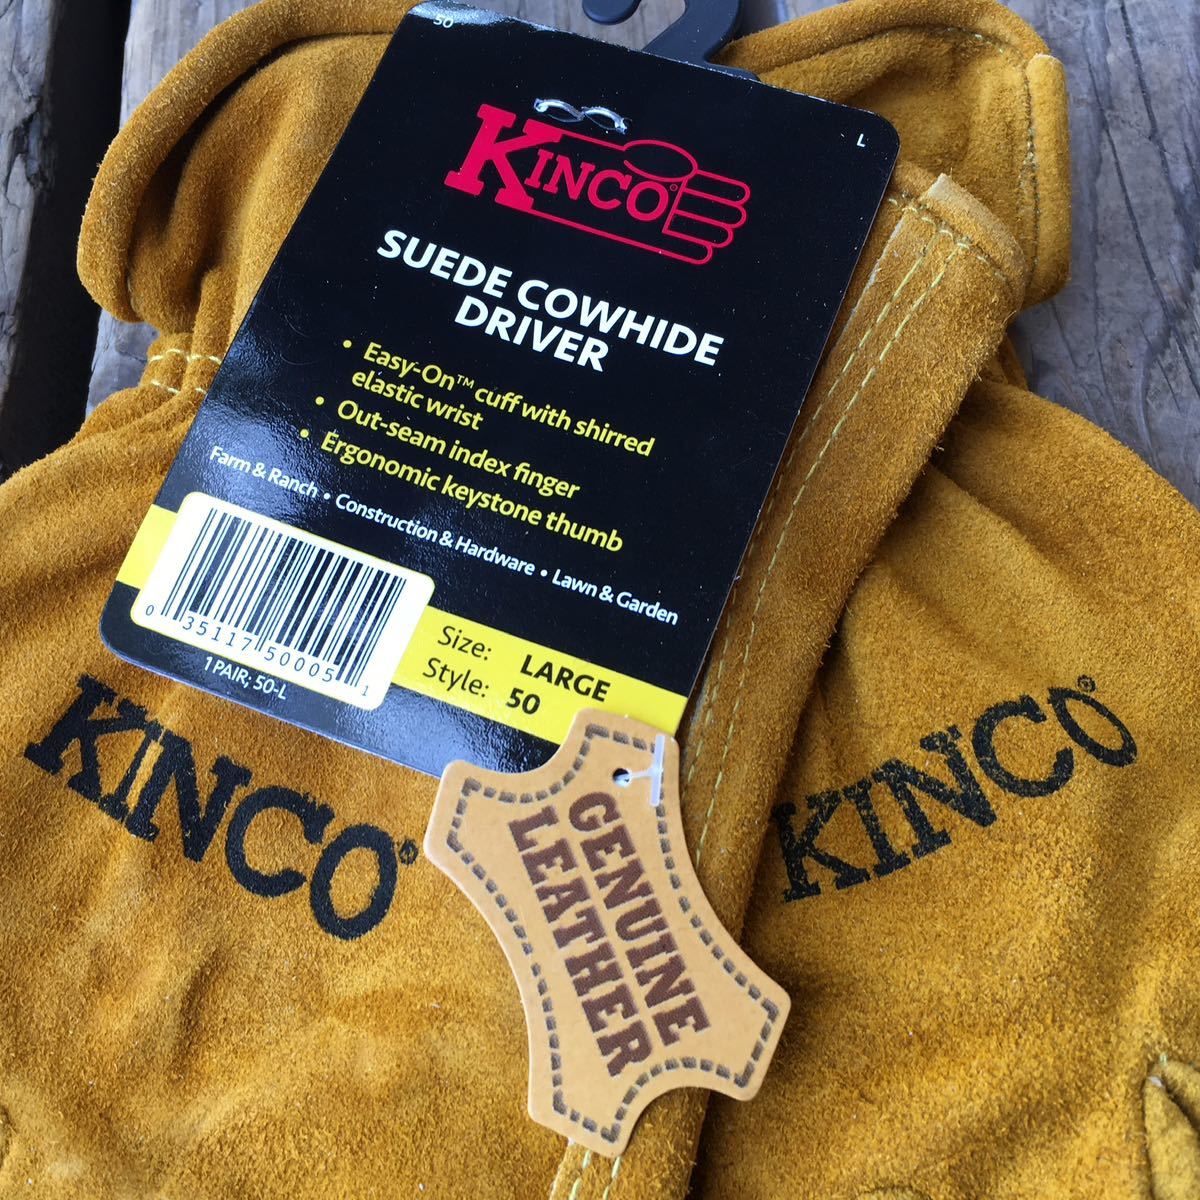 50
L
KINCO®
SUEDE COWHIDE
DRIVER
• Easy-On™ cuff with shirred
elastic wrist
• Out-seam index finger
• Ergonomic keystone thumb
Farm & Ranch • Construction & Hardware • Lawn & Garden
0 35117 50005 1
1 PAIR; 50-L
Size: LARGE
Style: 50
GENUINE
LEATHER
KINCO®
KINCO®